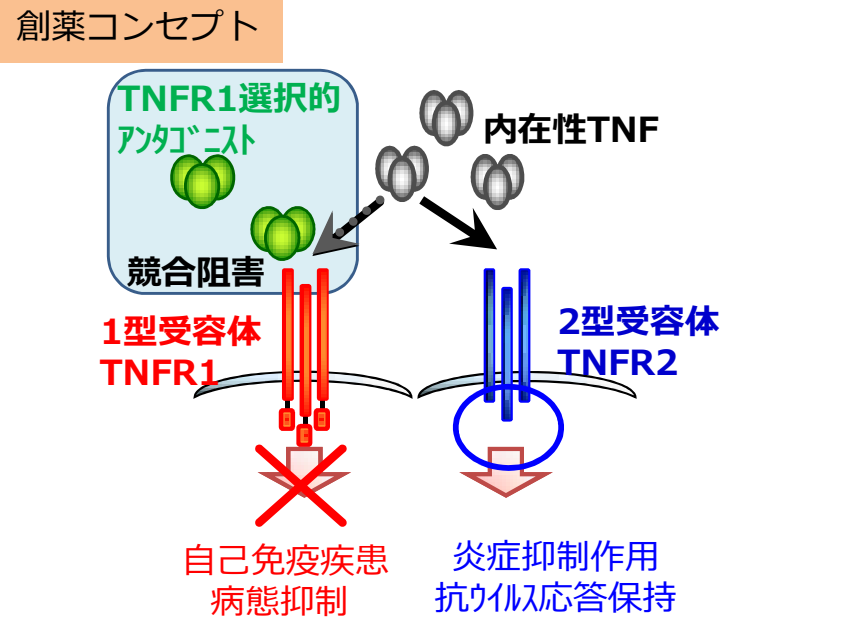 創薬コンセプト
TNFR1選択的
アンタゴニスト
内在性TNF
競合阻害
1型受容体
TNFR1
2型受容体
TNFR2
自己免疫疾患
病態抑制
炎症抑制作用
抗ウイルス応答保持